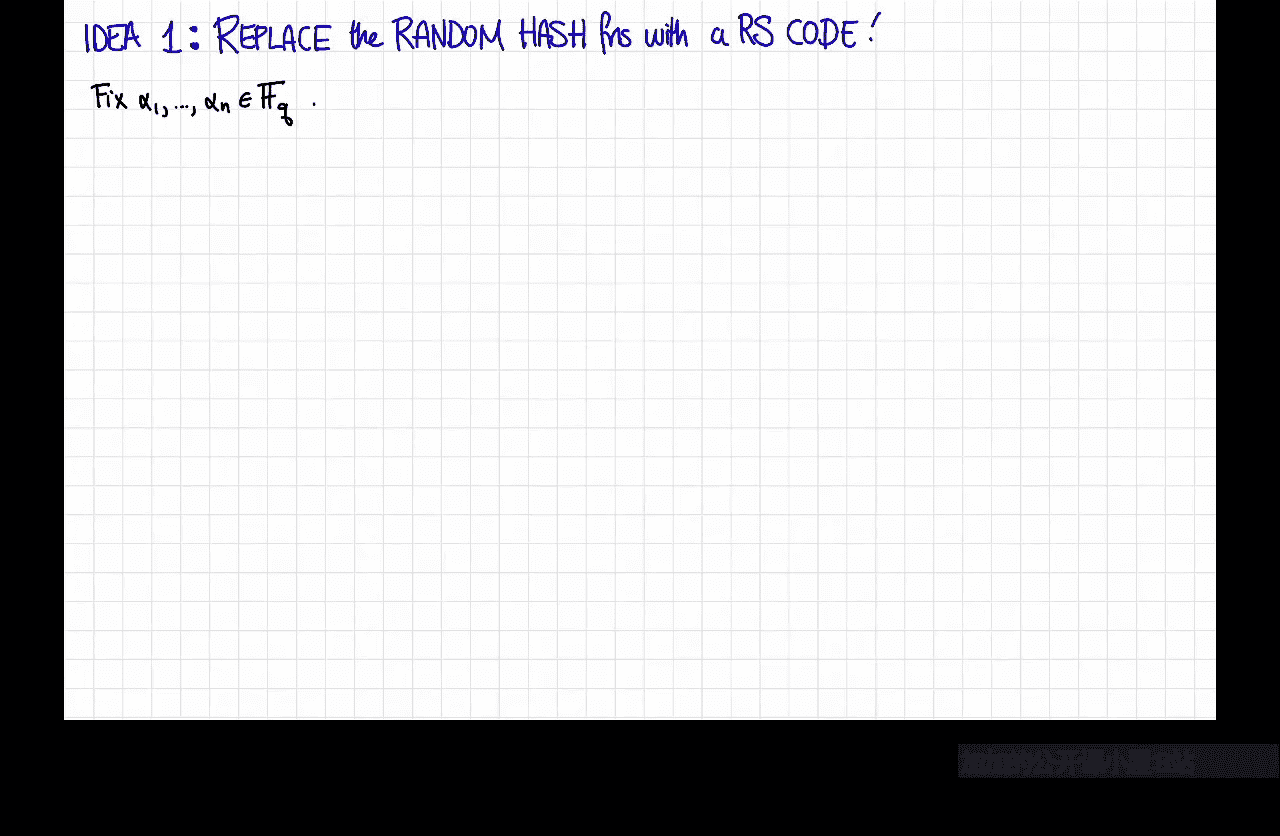 IDEA 1: REPLACE the RANDOM HASH fns with a RS CODE!
Fix α₁, ..., αₙ ∈ 𝔽_q .